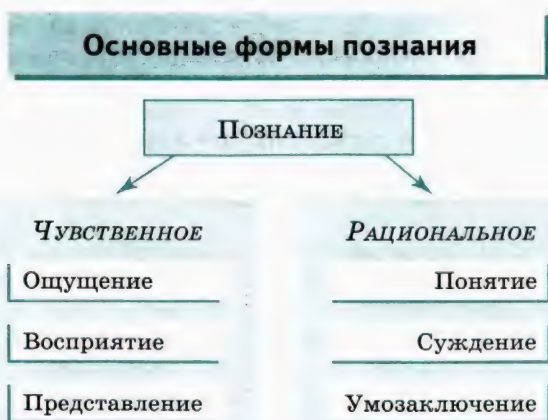 Основные формы познания
Познание
Чувственное
Рациональное
Ощущение
Понятие
Восприятие
Суждение
Представление
Умозаключение